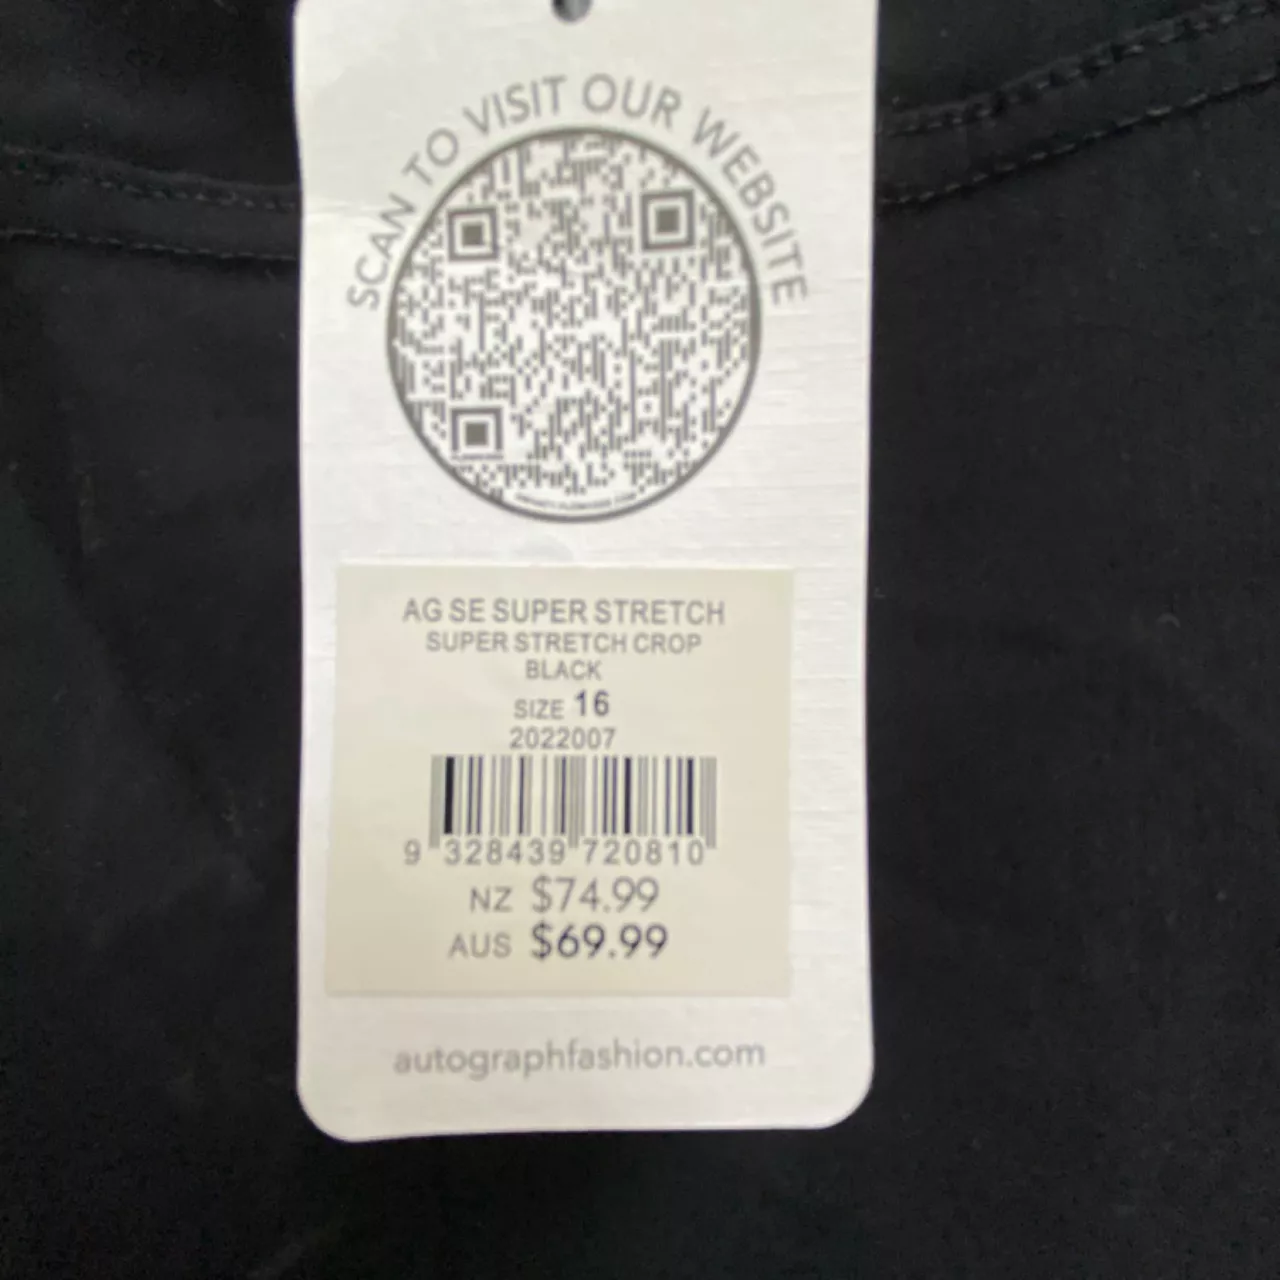 SCAN TO VISIT OUR WEBSITE
AG SE SUPER STRETCH
SUPER STRETCH CROP
BLACK
SIZE 16
2022007
9 328439 720810
NZ $74.99
AUS $69.99
autographfashion.com